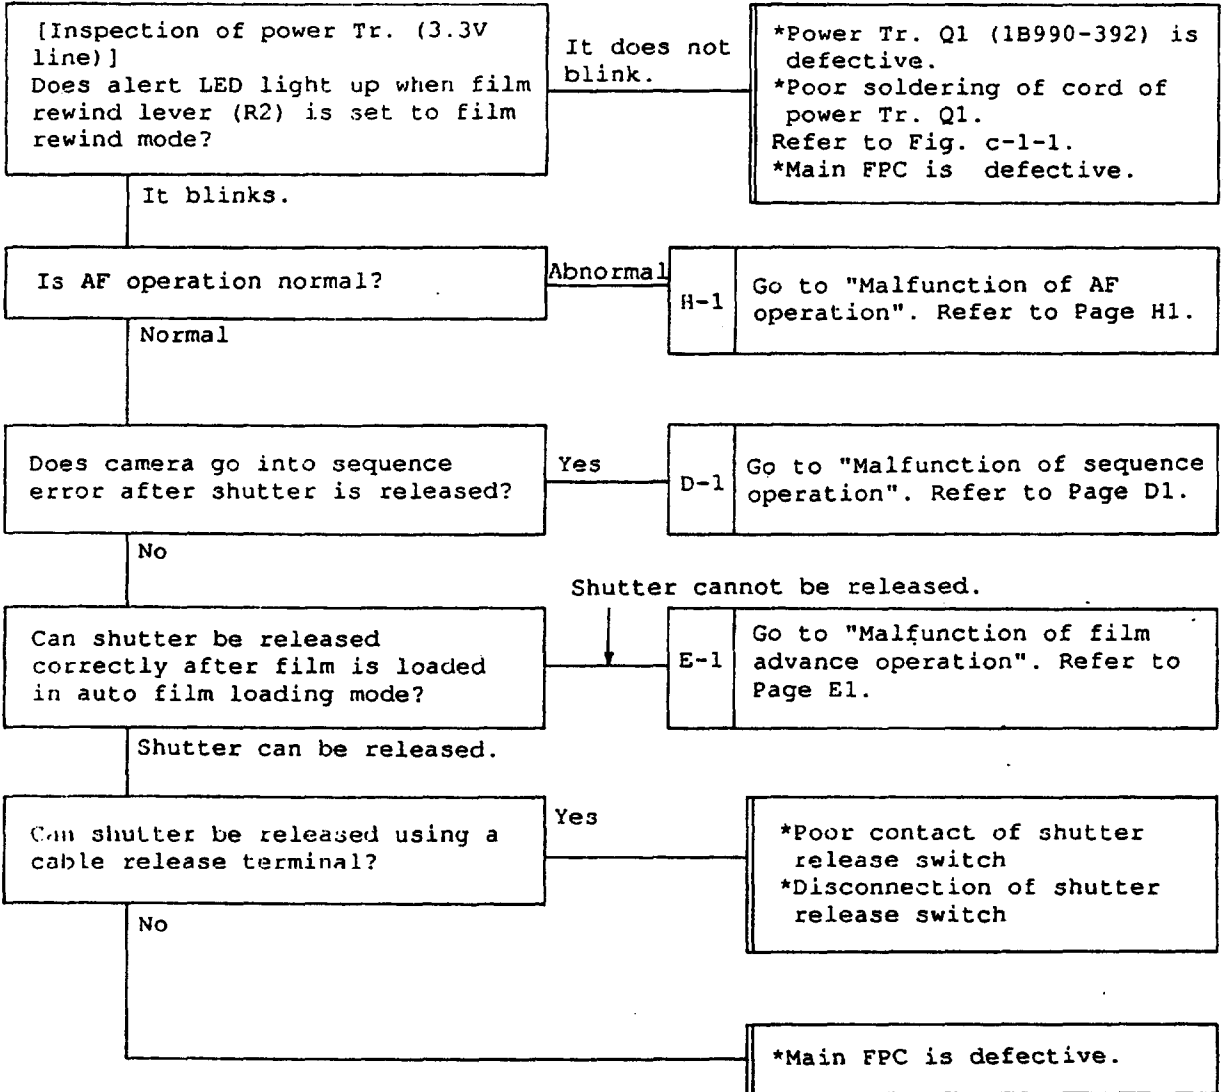 [Inspection of power Tr. (3.3V
line)]
Does alert LED light up when film
rewind lever (R2) is set to film
rewind mode?
It does not
blink.
*Power Tr. Q1 (1B990-392) is
defective.
*Poor soldering of cord of
power Tr. Q1.
Refer to Fig. c-1-1.
*Main FPC is defective.
It blinks.
Is AF operation normal?
Abnormal
H-1
Go to "Malfunction of AF
operation". Refer to Page H1.
Normal
Does camera go into sequence
error after shutter is released?
Yes
D-1
Go to "Malfunction of sequence
operation". Refer to Page D1.
No
Shutter cannot be released.
Can shutter be released
correctly after film is loaded
in auto film loading mode?
E-1
Go to "Malfunction of film
advance operation". Refer to
Page E1.
Shutter can be released.
Can shutter be released using a
cable release terminal?
Yes
*Poor contact of shutter
release switch
*Disconnection of shutter
release switch
No
*Main FPC is defective.